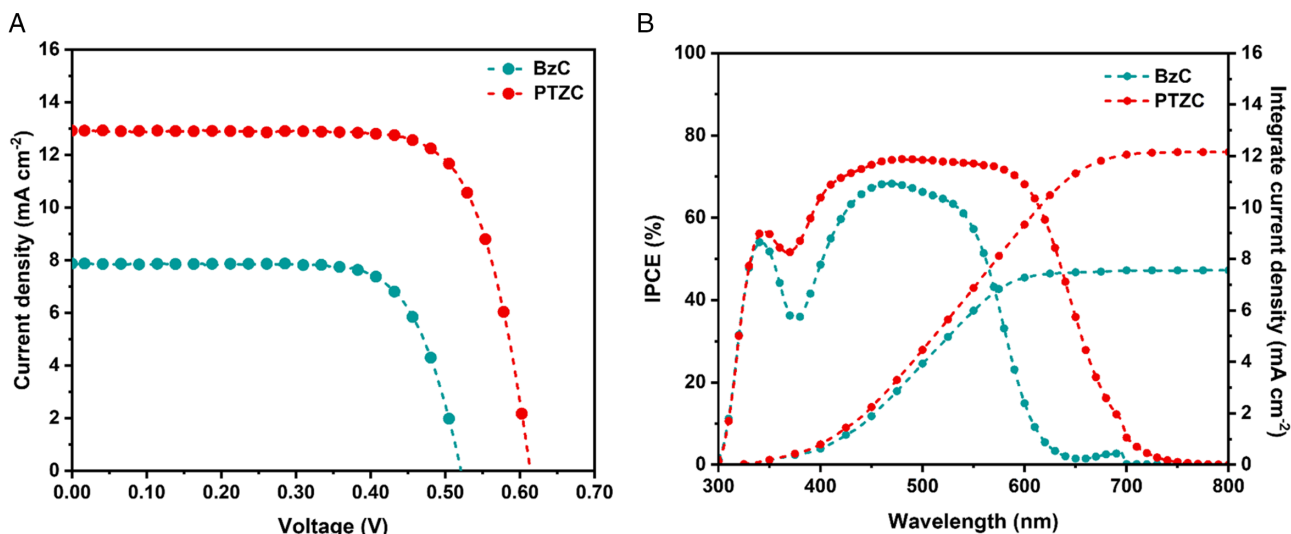 A
Current density (mA cm⁻²)
16
14
12
10
8
6
4
2
0
0.00 0.10 0.20 0.30 0.40 0.50 0.60 0.70
Voltage (V)
BzC
PTZC
B
IPCE (%)
100
80
60
40
20
0
300 400 500 600 700 800
Wavelength (nm)
BzC
PTZC
16
14
12
10
8
6
4
2
0
Integrate current density (mA cm⁻²)